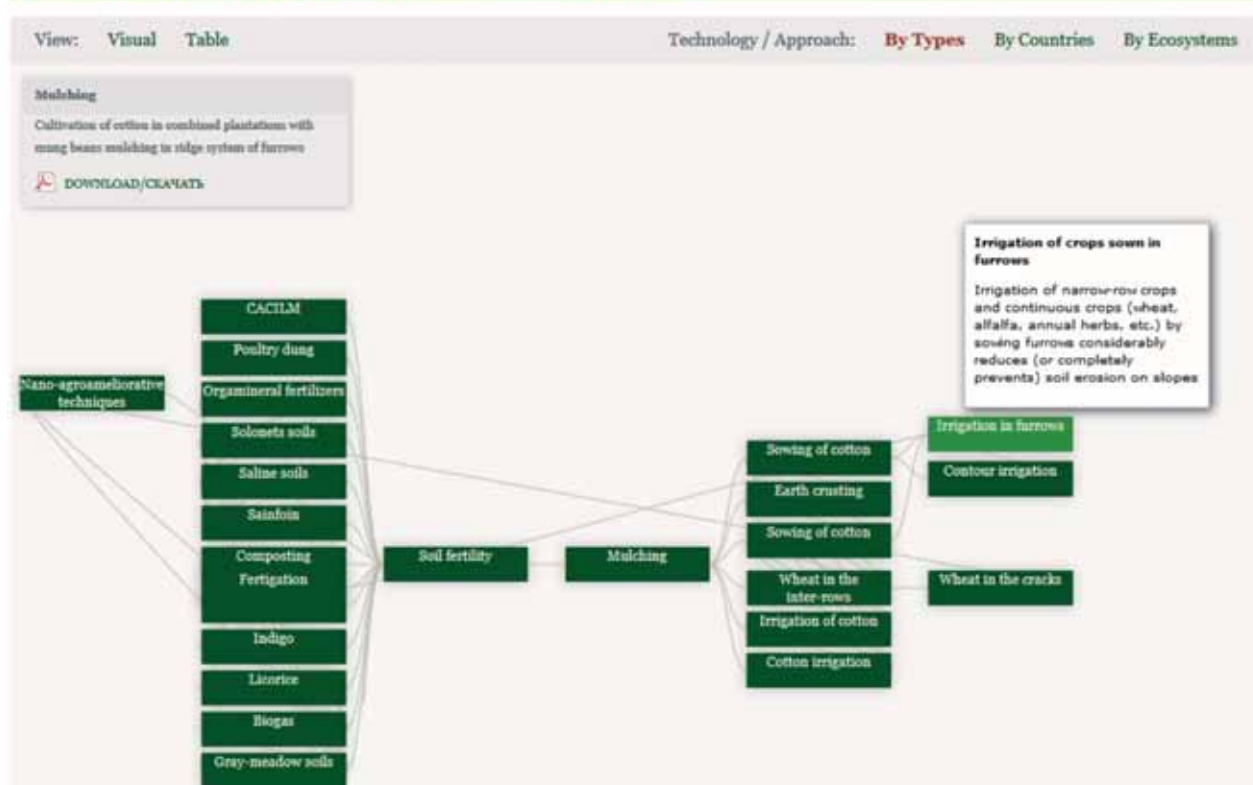 View: Visual Table
Technology / Approach: By Types By Countries By Ecosystems
Mulching
Cultivation of cotton in combined plantations with
mung beans mulching in ridge system of furrows
DOWNLOAD/СКАЧАТЬ
Irrigation of crops sown in
furrows
Irrigation of narrow-row crops
and continuous crops (wheat,
alfalfa, annual herbs, etc.) by
sowing furrows considerably
reduces (or completely
prevents) soil erosion on slopes
Nano-agroameliorative
techniques
CACILM
Poultry dung
Orgamineral fertilizers
Solonets soils
Saline soils
Sainfoin
Composting
Fertigation
Indigo
Licorice
Biogas
Gray-meadow soils
Soil fertility
Mulching
Sowing of cotton
Earth crusting
Sowing of cotton
Wheat in the
inter-rows
Irrigation of cotton
Cotton irrigation
Irrigation in furrows
Contour irrigation
Wheat in the cracks